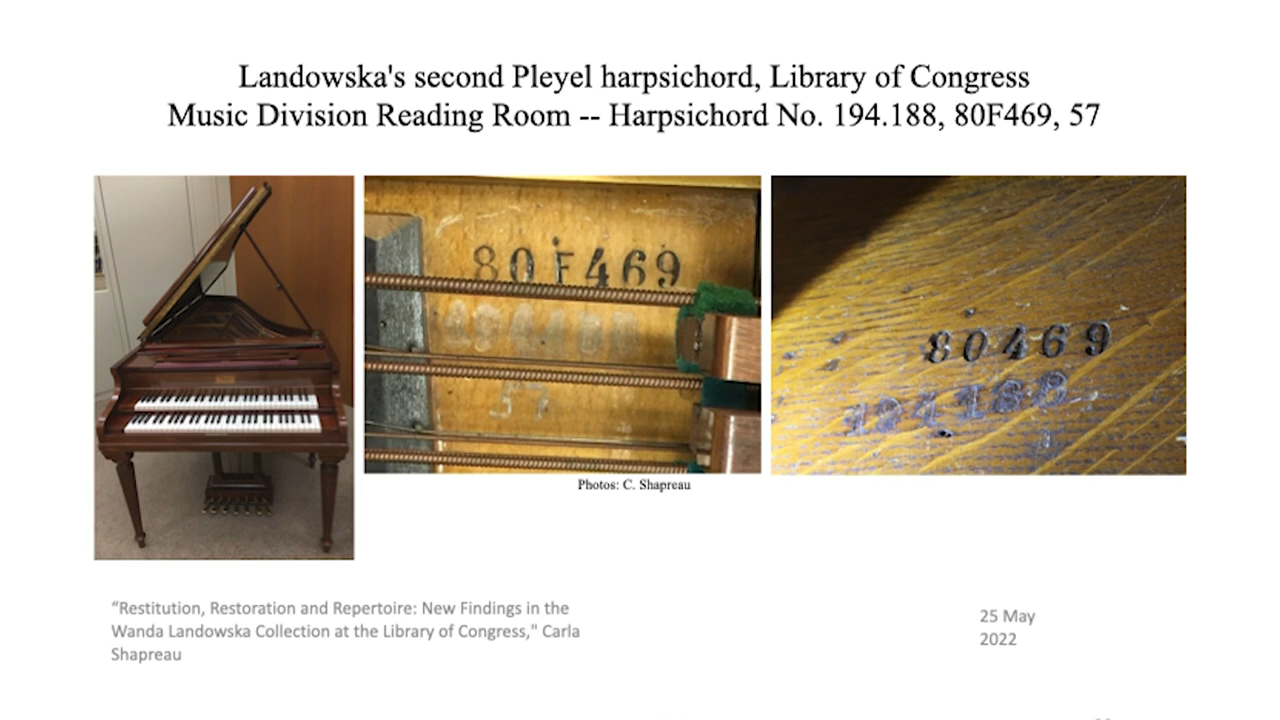 Landowska's second Pleyel harpsichord, Library of Congress
Music Division Reading Room -- Harpsichord No. 194.188, 80F469, 57
80F469
57
80469
194188
Photos: C. Shapreau
“Restitution, Restoration and Repertoire: New Findings in the
Wanda Landowska Collection at the Library of Congress," Carla
Shapreau
25 May
2022